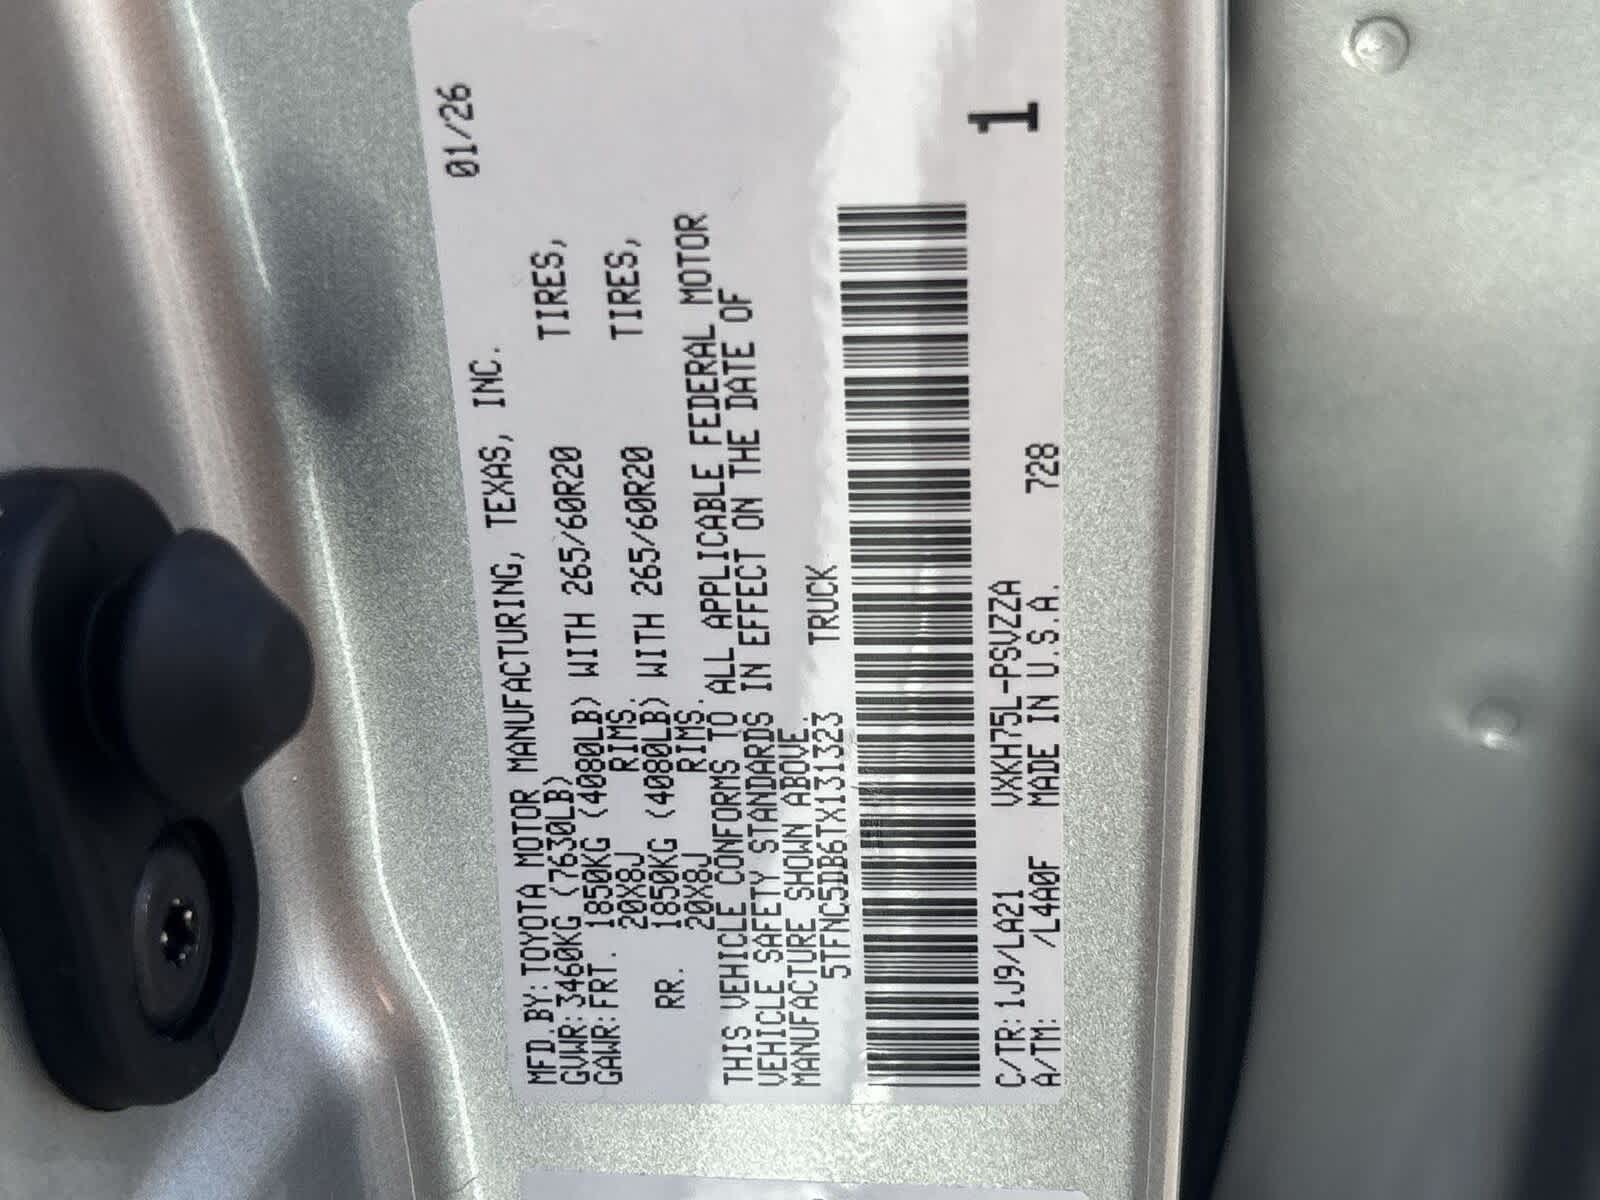 MFD.BY:TOYOTA MOTOR MANUFACTURING, TEXAS, INC. 01/26
GVWR:3460KG (7630LB)
GAWR:FRT. 1850KG (4080LB) WITH 265/60R20 TIRES,
20X8J RIMS.
RR. 1850KG (4080LB) WITH 265/60R20 TIRES,
20X8J RIMS.
THIS VEHICLE CONFORMS TO ALL APPLICABLE FEDERAL MOTOR
VEHICLE SAFETY STANDARDS IN EFFECT ON THE DATE OF
MANUFACTURE SHOWN ABOVE.
5TFNC5DB6TX131323 TRUCK
C/TR:1J9/LA21 VXKH75L-PSVZZA 1
A/TM: /L4A0F MADE IN U.S.A. 728